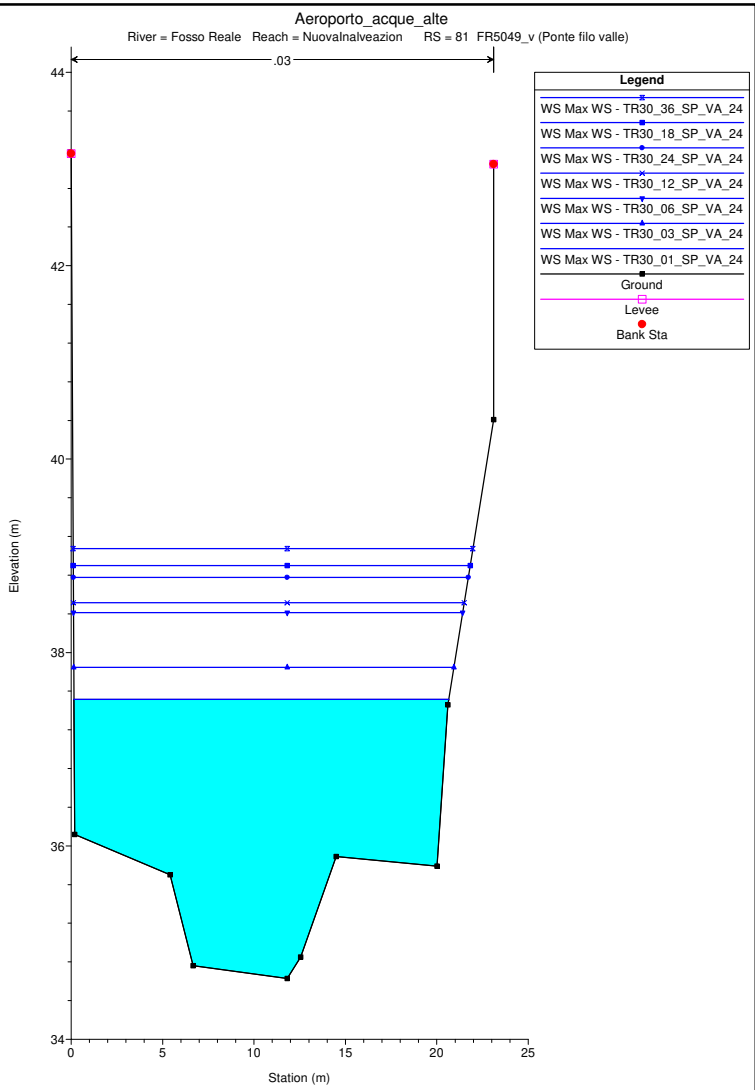 Aeroporto_acque_alte
River = Fosso Reale Reach = NuovaInalveazion RS = 81 FR5049_v (Ponte filo valle)
.03
Legend
WS Max WS - TR30_36_SP_VA_24
WS Max WS - TR30_18_SP_VA_24
WS Max WS - TR30_24_SP_VA_24
WS Max WS - TR30_12_SP_VA_24
WS Max WS - TR30_06_SP_VA_24
WS Max WS - TR30_03_SP_VA_24
WS Max WS - TR30_01_SP_VA_24
Ground
Levee
Bank Sta
44
42
40
38
36
34
Elevation (m)
0 5 10 15 20 25
Station (m)